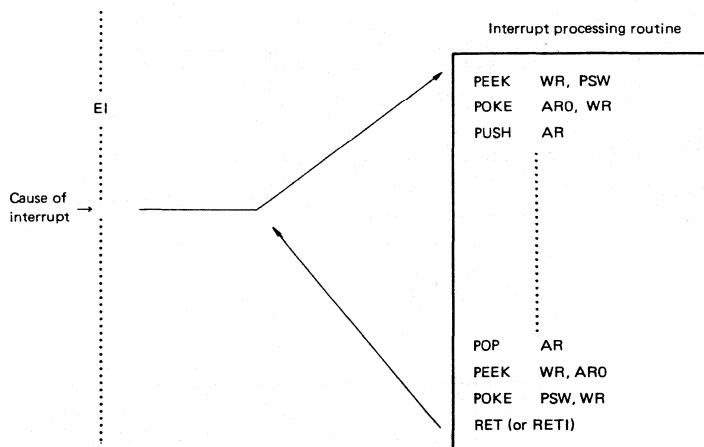 Interrupt processing routine
PEEK WR, PSW
POKE AR0, WR
PUSH AR
EI
Cause of
interrupt →
POP AR
PEEK WR, AR0
POKE PSW, WR
RET (or RETI)